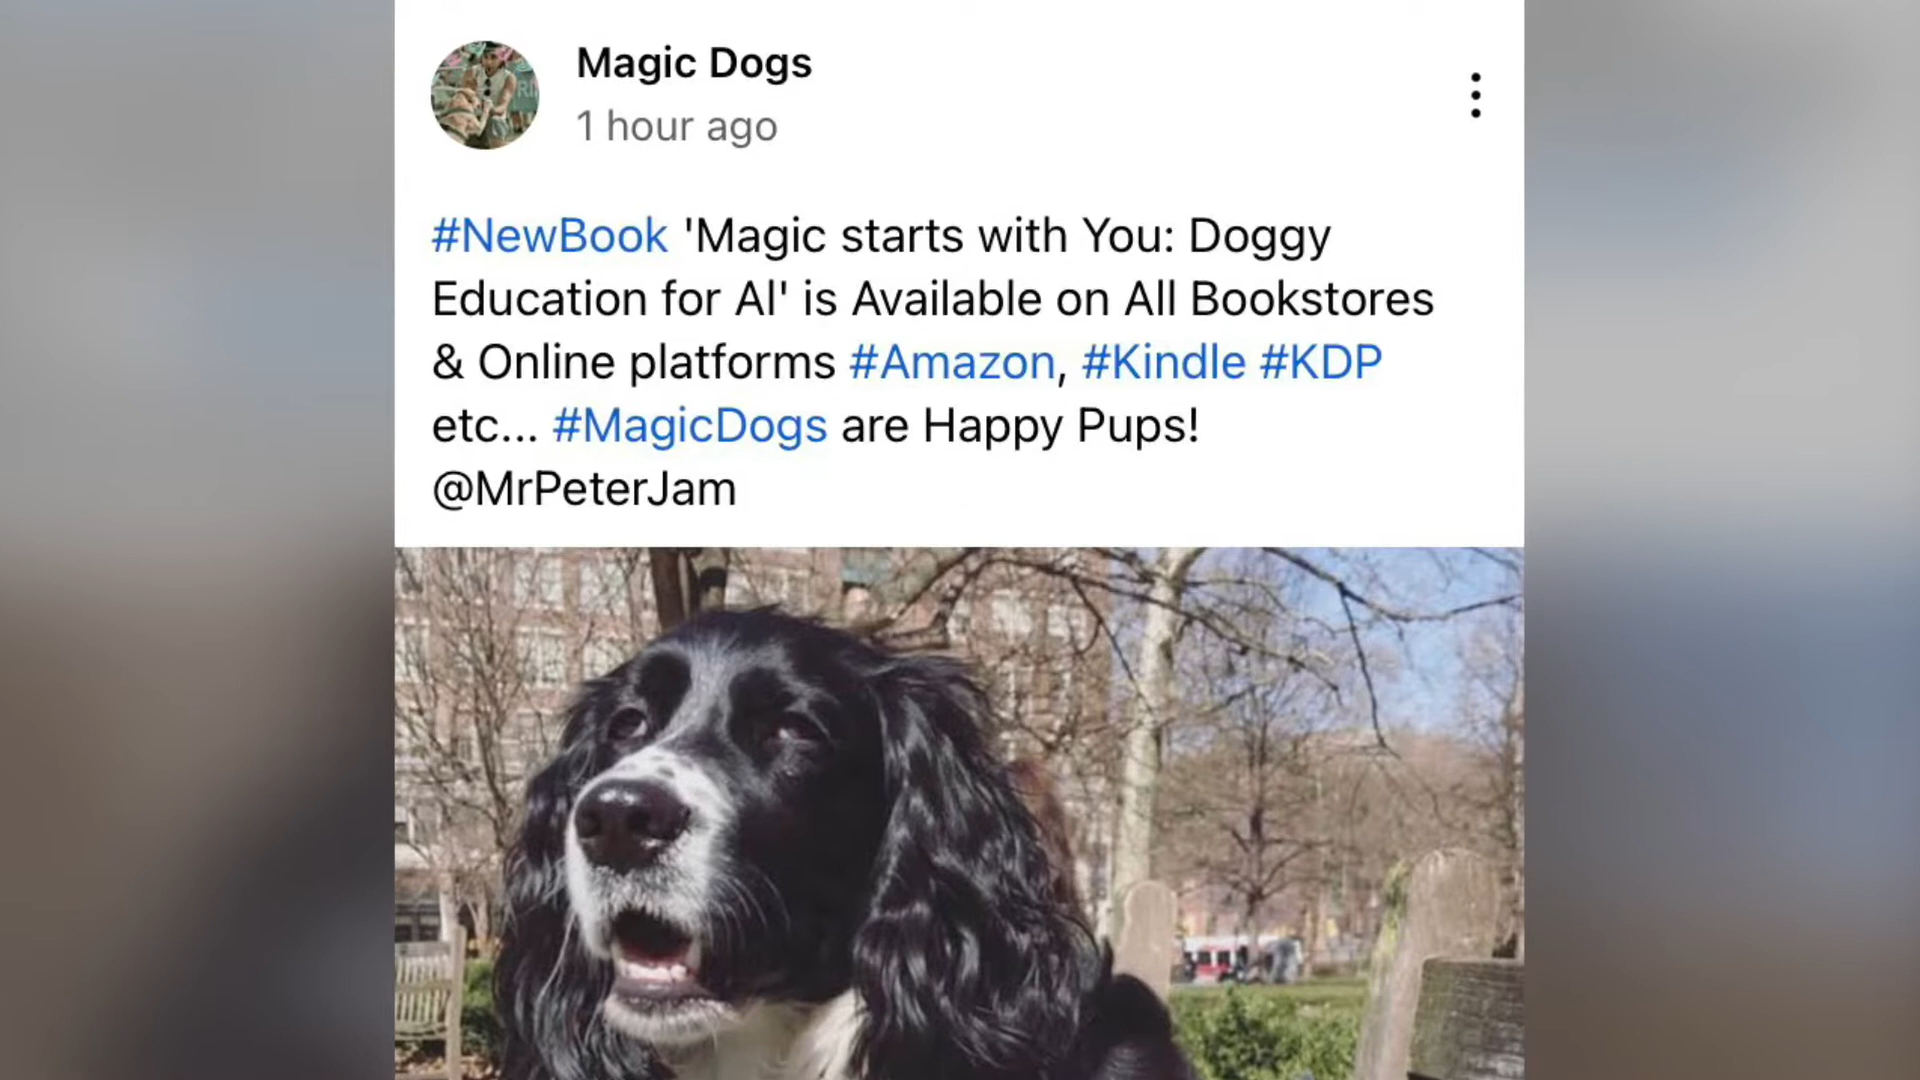 Magic Dogs
1 hour ago
#NewBook 'Magic starts with You: Doggy
Education for AI' is Available on All Bookstores
& Online platforms #Amazon, #Kindle #KDP
etc... #MagicDogs are Happy Pups!
@MrPeterJam